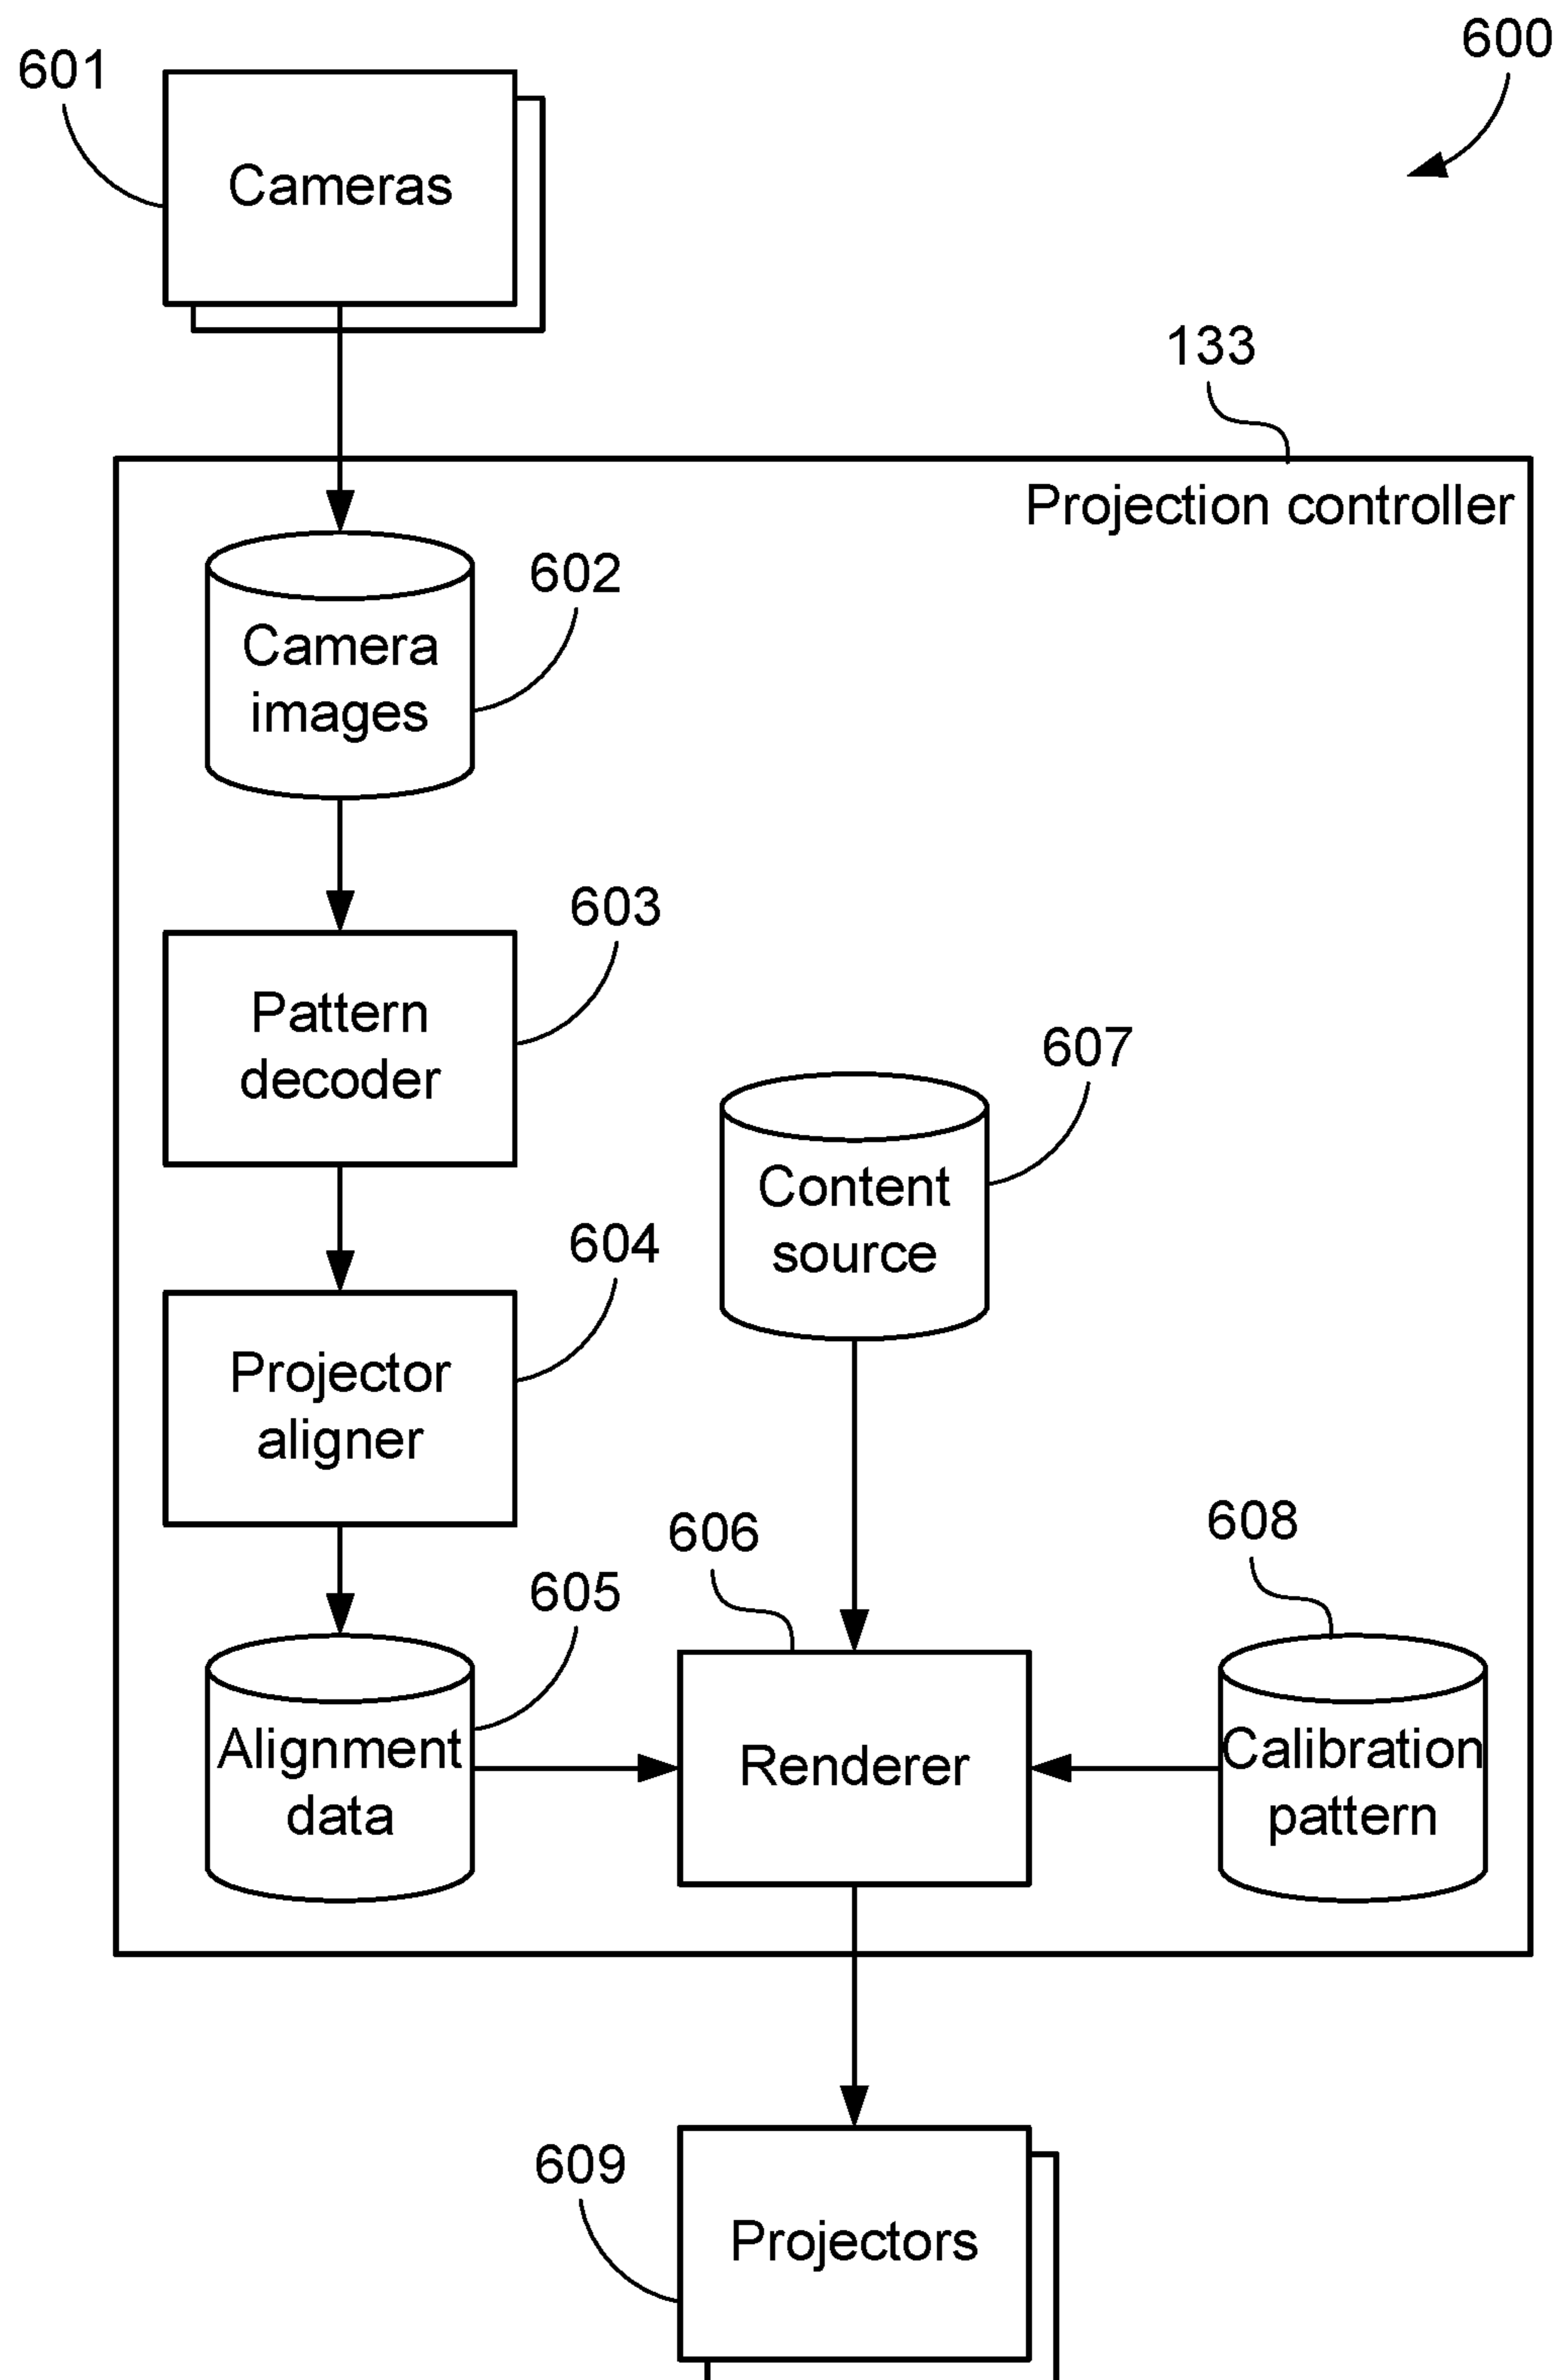 600
601
Cameras
133
Projection controller
602
Camera
images
603
Pattern
decoder
607
Content
source
604
Projector
aligner
606
608
605
Alignment
data
Renderer
Calibration
pattern
609
Projectors